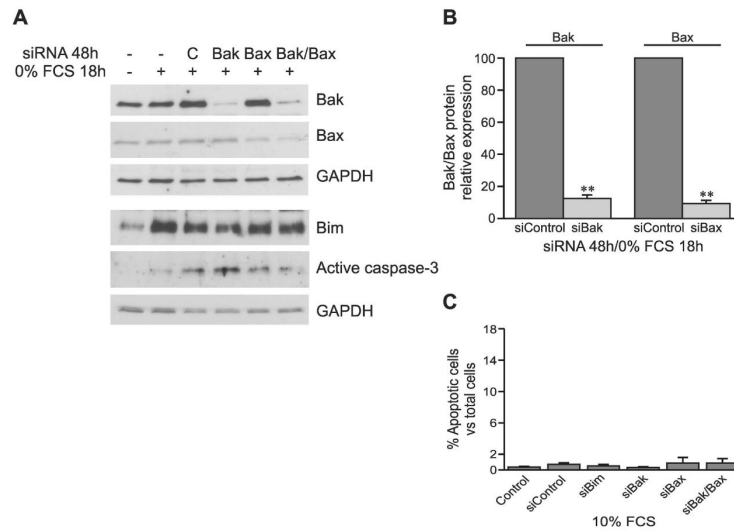 A
siRNA 48h - - C Bak Bax Bak/Bax
0% FCS 18h - + + + + +
Bak
Bax
GAPDH
Bim
Active caspase-3
GAPDH
B
Bak Bax
Bak/Bax protein
relative expression
100
80
60
40
20
0
** **
siControl siBak siControl siBax
siRNA 48h/0% FCS 18h
C
% Apoptotic cells
vs total cells
18
14
10
6
2
0
Control siControl siBim siBak siBax siBak/Bax
10% FCS